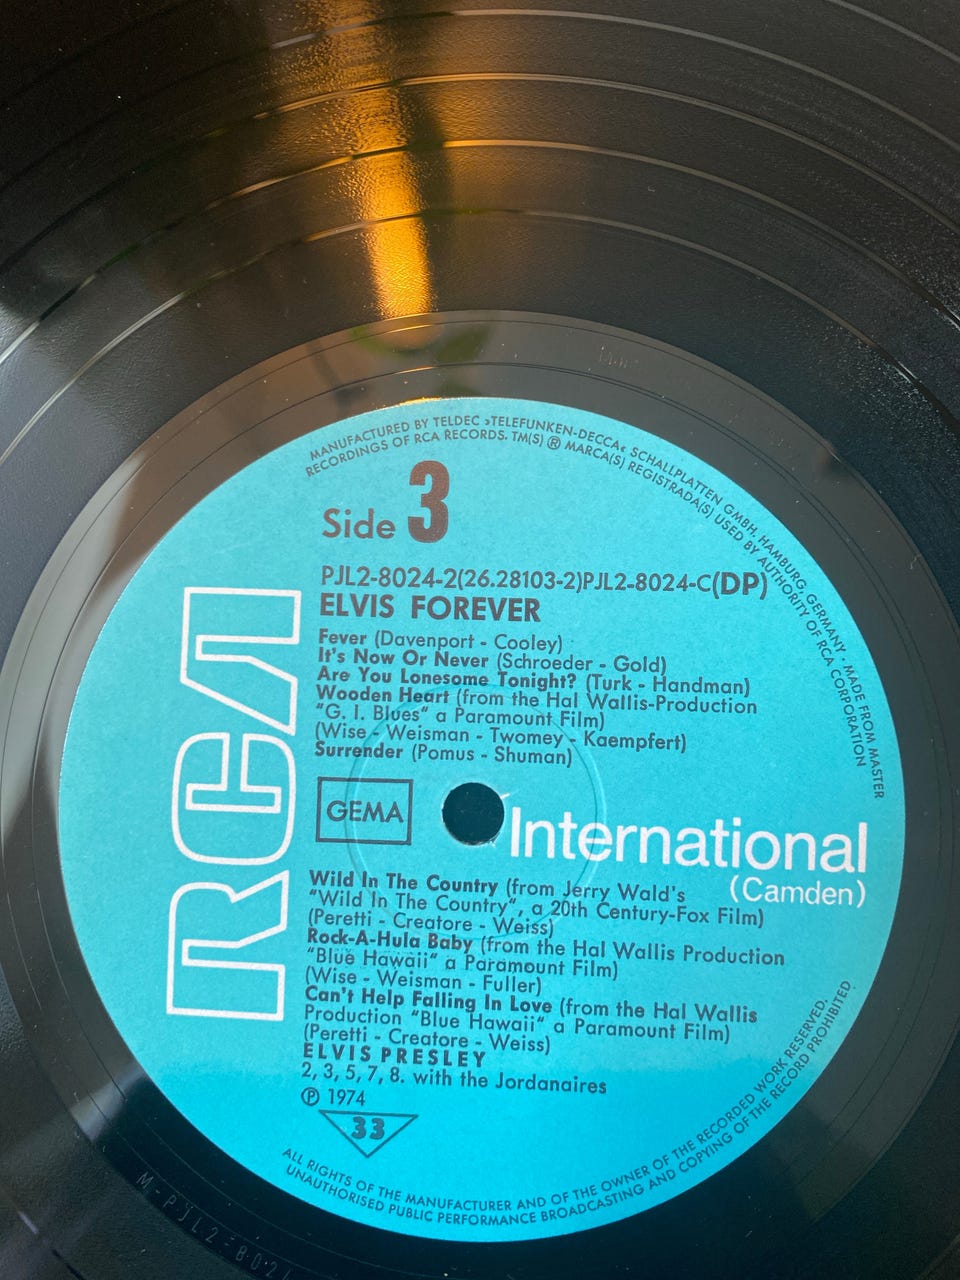 MANUFACTURED BY TELDEC »TELEFUNKEN-DECCA« SCHALLPLATTEN GMBH. HAMBURG, GERMANY · MADE FROM MASTER
RECORDINGS OF RCA RECORDS. TM(S) ® MARCA(S) REGISTRADA(S) USED BY AUTHORITY OF RCA CORPORATION
Side 3
PJL2-8024-2(26.28103-2)PJL2-8024-C(DP)
ELVIS FOREVER
Fever (Davenport - Cooley)
It's Now Or Never (Schroeder - Gold)
Are You Lonesome Tonight? (Turk - Handman)
Wooden Heart (from the Hal Wallis-Production
"G. I. Blues" a Paramount Film)
(Wise - Weisman - Twomey - Kaempfert)
Surrender (Pomus - Shuman)
RCA
GEMA
International
(Camden)
Wild In The Country (from Jerry Wald's
"Wild In The Country", a 20th Century-Fox Film)
(Peretti - Creatore - Weiss)
Rock-A-Hula Baby (from the Hal Wallis Production
"Blue Hawaii" a Paramount Film)
(Wise - Weisman - Fuller)
Can't Help Falling In Love (from the Hal Wallis
Production "Blue Hawaii" a Paramount Film)
(Peretti - Creatore - Weiss)
ELVIS PRESLEY
2, 3, 5, 7, 8. with the Jordanaires
℗ 1974
33
ALL RIGHTS OF THE MANUFACTURER AND OF THE OWNER OF THE RECORDED WORK RESERVED.
UNAUTHORISED PUBLIC PERFORMANCE BROADCASTING AND COPYING OF THE RECORD PROHIBITED